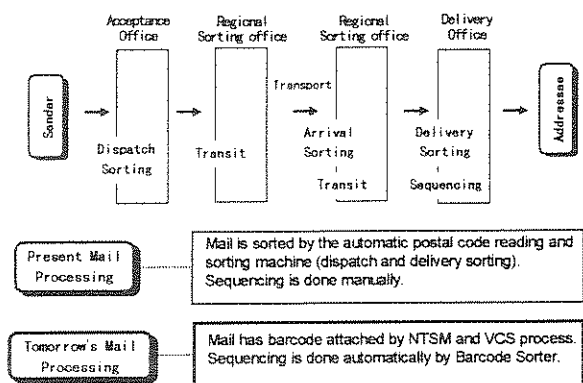 Acceptance Office
Regional Sorting office
Regional Sorting office
Delivery Office
Transport
Sender
Addressae
Dispatch Sorting
Transit
Arrival Sorting
Transit
Delivery Sorting
Sequencing
Present Mail Processing
Mail is sorted by the automatic postal code reading and
sorting machine (dispatch and delivery sorting).
Sequencing is done manually.
Tomorrow's Mail Processing
Mail has barcode attached by NTSM and VCS process.
Sequencing is done automatically by Barcode Sorter.